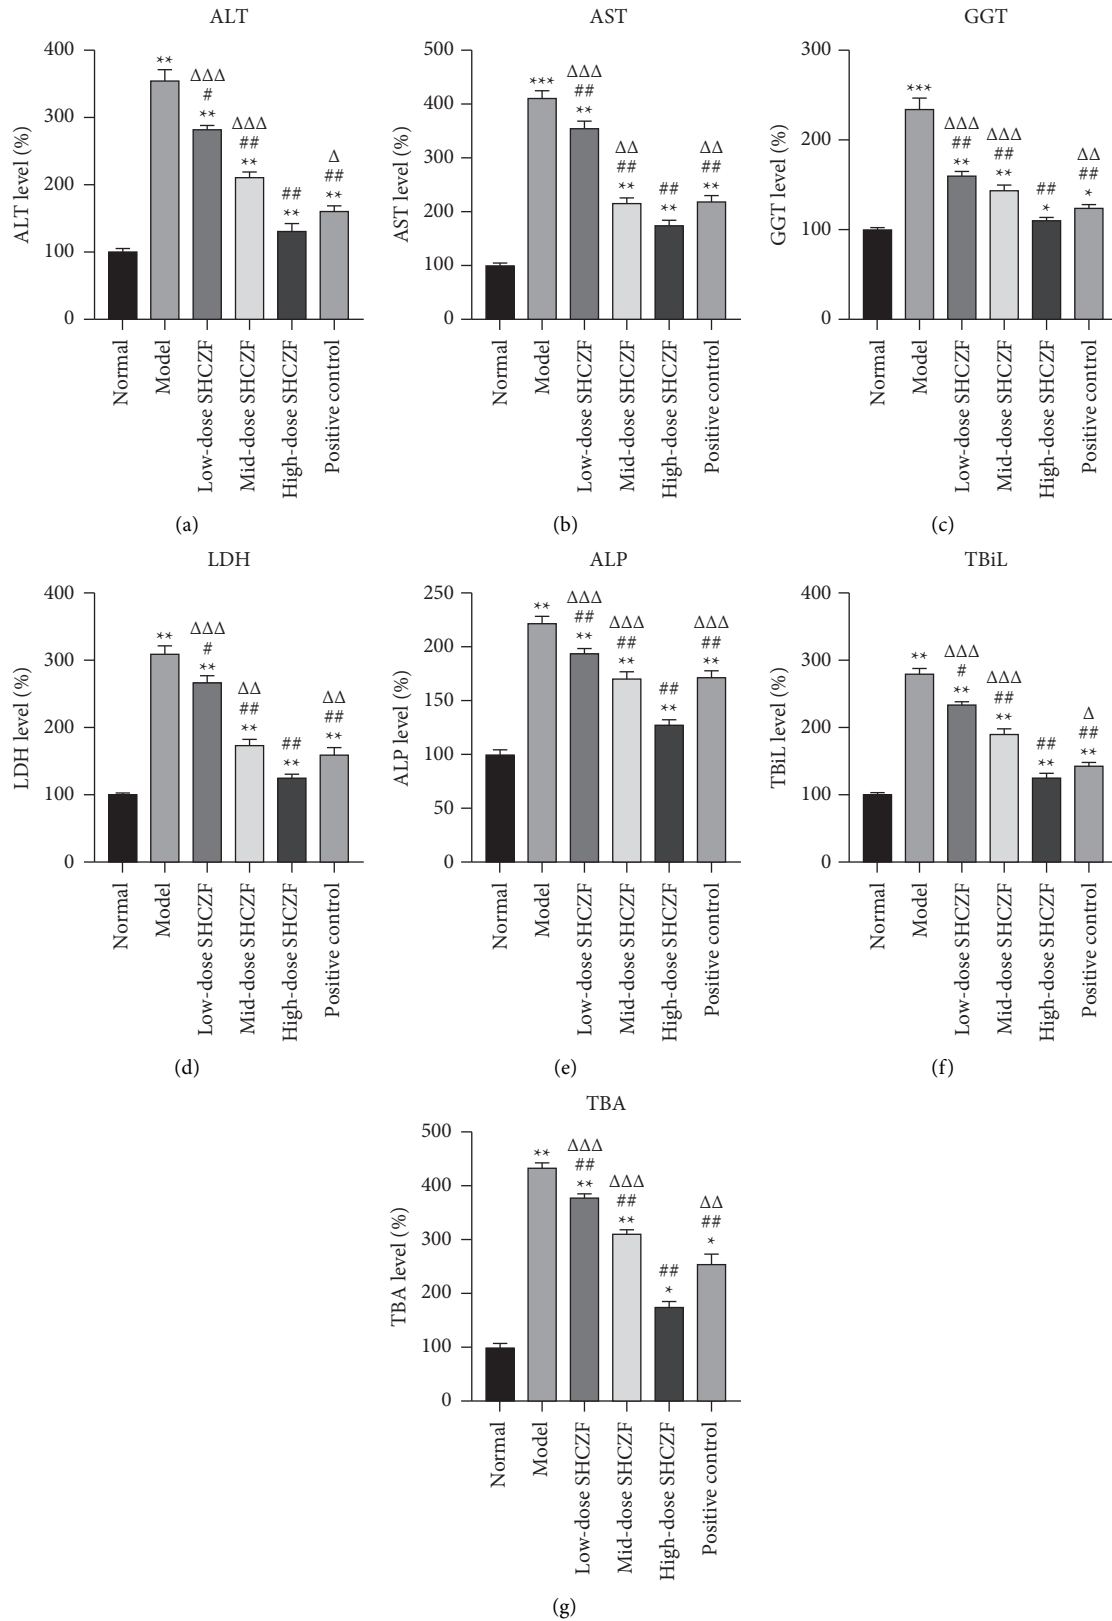 ALT
400
300
200
100
0
ALT level (%)
**
ΔΔΔ
#
**
ΔΔΔ
##
**
##
**
Δ
##
**
Normal
Model
Low-dose SHCZF
Mid-dose SHCZF
High-dose SHCZF
Positive control
(a)
AST
500
400
300
200
100
0
AST level (%)
***
ΔΔΔ
##
**
ΔΔ
##
**
##
**
ΔΔ
##
**
Normal
Model
Low-dose SHCZF
Mid-dose SHCZF
High-dose SHCZF
Positive control
(b)
GGT
300
200
100
0
GGT level (%)
***
ΔΔΔ
##
**
ΔΔΔ
##
**
##
*
ΔΔ
##
*
Normal
Model
Low-dose SHCZF
Mid-dose SHCZF
High-dose SHCZF
Positive control
(c)
LDH
400
300
200
100
0
LDH level (%)
**
ΔΔΔ
#
**
ΔΔ
##
**
##
**
ΔΔ
##
**
Normal
Model
Low-dose SHCZF
Mid-dose SHCZF
High-dose SHCZF
Positive control
(d)
ALP
250
200
150
100
50
0
ALP level (%)
**
ΔΔΔ
##
**
ΔΔΔ
##
**
##
**
ΔΔΔ
##
**
Normal
Model
Low-dose SHCZF
Mid-dose SHCZF
High-dose SHCZF
Positive control
(e)
TBiL
400
300
200
100
0
TBiL level (%)
**
ΔΔΔ
#
**
ΔΔΔ
##
**
##
**
Δ
##
**
Normal
Model
Low-dose SHCZF
Mid-dose SHCZF
High-dose SHCZF
Positive control
(f)
TBA
500
400
300
200
100
0
TBA level (%)
**
ΔΔΔ
##
**
ΔΔΔ
##
**
##
*
ΔΔ
##
*
Normal
Model
Low-dose SHCZF
Mid-dose SHCZF
High-dose SHCZF
Positive control
(g)